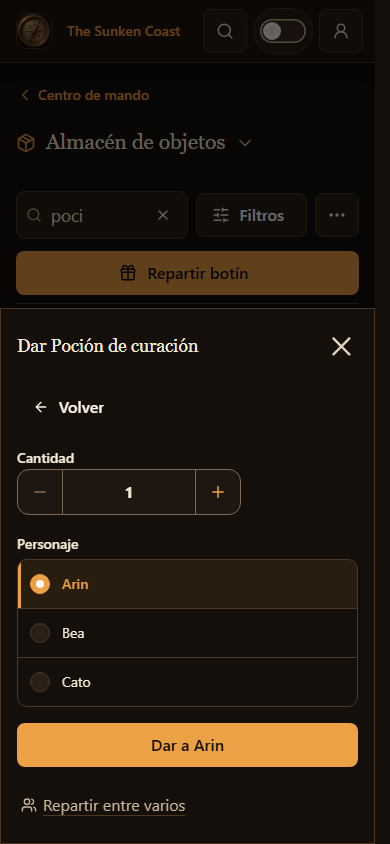 The Sunken Coast
Centro de mando
Almacén de objetos
poci
Filtros
Repartir botín
Dar Poción de curación
Volver
Cantidad
1
Personaje
Arin
Bea
Cato
Dar a Arin
Repartir entre varios